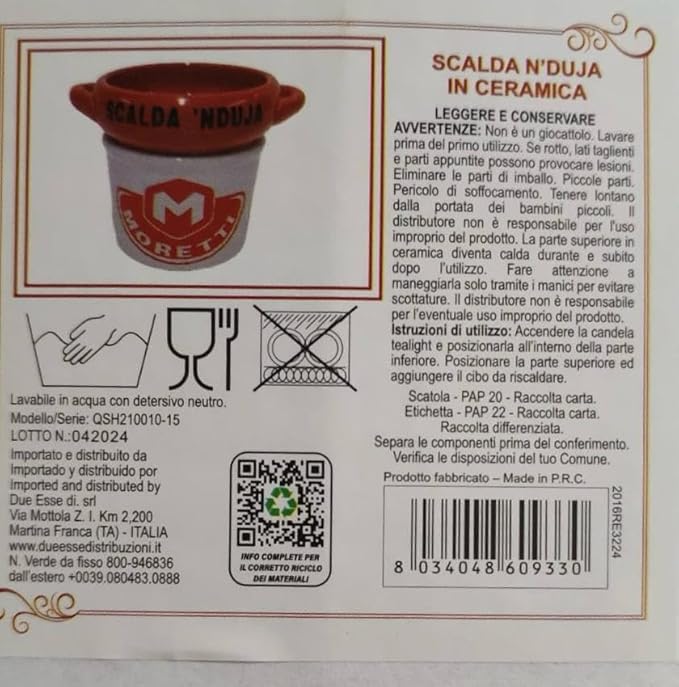 SCALDA 'NDUJA
M
MORETTI
SCALDA N'DUJA
IN CERAMICA
LEGGERE E CONSERVARE
AVVERTENZE: Non è un giocattolo. Lavare
prima del primo utilizzo. Se rotto, lati taglienti
e parti appuntite possono provocare lesioni.
Eliminare le parti di imballo. Piccole parti.
Pericolo di soffocamento. Tenere lontano
dalla portata dei bambini piccoli. Il
distributore non è responsabile per l'uso
improprio del prodotto. La parte superiore in
ceramica diventa calda durante e subito
dopo l'utilizzo. Fare attenzione a
maneggiarla solo tramite i manici per evitare
scottature. Il distributore non è responsabile
per l'eventuale uso improprio del prodotto.
Istruzioni di utilizzo: Accendere la candela
tealight e posizionarla all'interno della parte
inferiore. Posizionare la parte superiore ed
aggiungere il cibo da riscaldare.
Scatola - PAP 20 - Raccolta carta.
Etichetta - PAP 22 - Raccolta carta.
Raccolta differenziata.
Separa le componenti prima del conferimento.
Verifica le disposizioni del tuo Comune.
Prodotto fabbricato – Made in P.R.C.
8 034048 609330
2016RE3224
Lavabile in acqua con detersivo neutro.
Modello/Serie: QSH210010-15
LOTTO N.:042024
Importato e distribuito da
Importado y distribuido por
Imported and distributed by
Due Esse di. srl
Via Mottola Z. I. Km 2,200
Martina Franca (TA) - ITALIA
www.dueessedistribuzioni.it
N. Verde da fisso 800-946836
dall'estero +0039.080483.0888
INFO COMPLETE PER
IL CORRETTO RICICLO
DEI MATERIALI